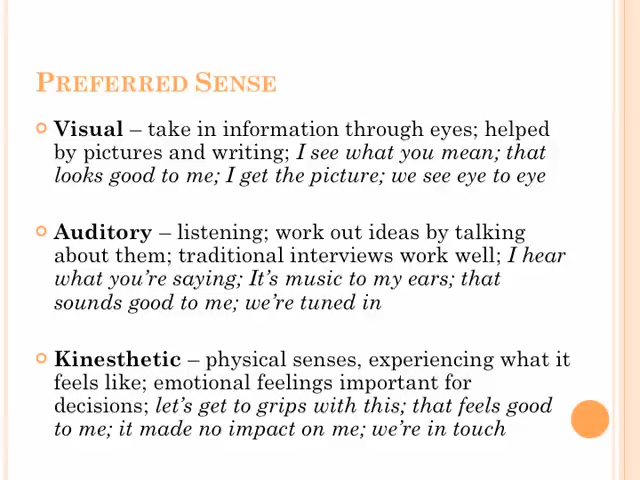 PREFERRED SENSE
Visual – take in information through eyes; helped
by pictures and writing; I see what you mean; that
looks good to me; I get the picture; we see eye to eye
Auditory – listening; work out ideas by talking
about them; traditional interviews work well; I hear
what you're saying; It's music to my ears; that
sounds good to me; we're tuned in
Kinesthetic – physical senses, experiencing what it
feels like; emotional feelings important for
decisions; let's get to grips with this; that feels good
to me; it made no impact on me; we're in touch